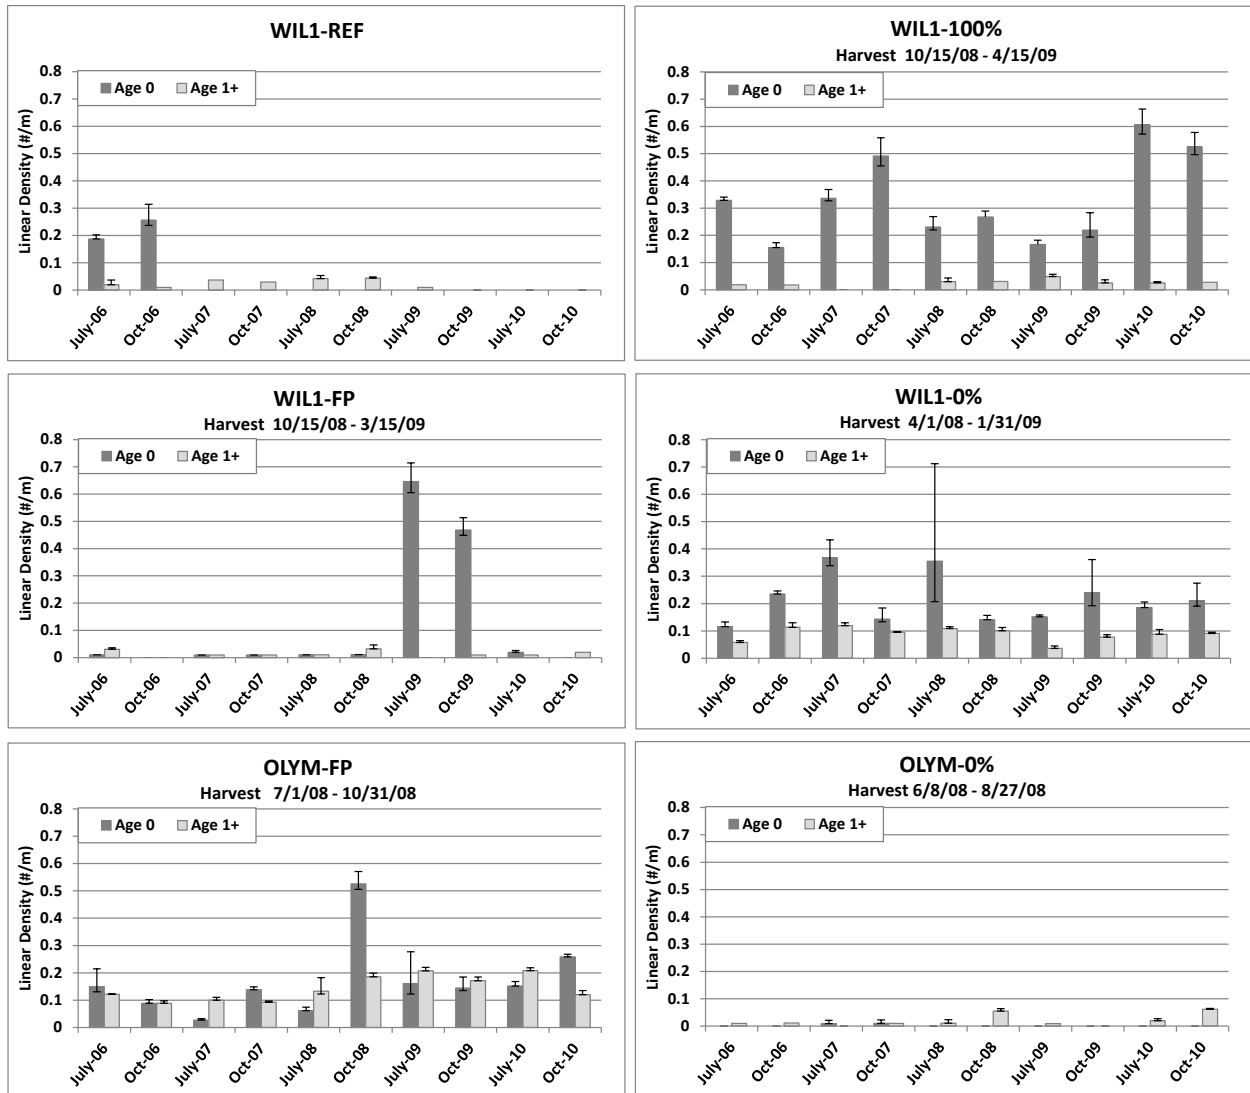 WIL1-REF
Age 0 Age 1+
Linear Density (#/m)
0.8
0.7
0.6
0.5
0.4
0.3
0.2
0.1
0
July-06 Oct-06 July-07 Oct-07 July-08 Oct-08 July-09 Oct-09 July-10 Oct-10
WIL1-100%
Harvest 10/15/08 - 4/15/09
Age 0 Age 1+
Linear Density (#/m)
0.8
0.7
0.6
0.5
0.4
0.3
0.2
0.1
0
July-06 Oct-06 July-07 Oct-07 July-08 Oct-08 July-09 Oct-09 July-10 Oct-10
WIL1-FP
Harvest 10/15/08 - 3/15/09
Age 0 Age 1+
Linear Density (#/m)
0.8
0.7
0.6
0.5
0.4
0.3
0.2
0.1
0
July-06 Oct-06 July-07 Oct-07 July-08 Oct-08 July-09 Oct-09 July-10 Oct-10
WIL1-0%
Harvest 4/1/08 - 1/31/09
Age 0 Age 1+
Linear Density (#/m)
0.8
0.7
0.6
0.5
0.4
0.3
0.2
0.1
0
July-06 Oct-06 July-07 Oct-07 July-08 Oct-08 July-09 Oct-09 July-10 Oct-10
OLYM-FP
Harvest 7/1/08 - 10/31/08
Age 0 Age 1+
Linear Density (#/m)
0.8
0.7
0.6
0.5
0.4
0.3
0.2
0.1
0
July-06 Oct-06 July-07 Oct-07 July-08 Oct-08 July-09 Oct-09 July-10 Oct-10
OLYM-0%
Harvest 6/8/08 - 8/27/08
Age 0 Age 1+
Linear Density (#/m)
0.8
0.7
0.6
0.5
0.4
0.3
0.2
0.1
0
July-06 Oct-06 July-07 Oct-07 July-08 Oct-08 July-09 Oct-09 July-10 Oct-10